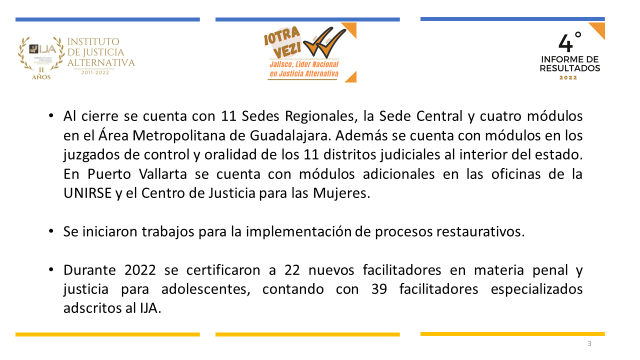 IJA
11
AÑOS
INSTITUTO
DE JUSTICIA
ALTERNATIVA
2011-2022
¡OTRA
VEZ!
Jalisco, Líder Nacional
en Justicia Alternativa
4°
INFORME DE
RESULTADOS
2022
• Al cierre se cuenta con 11 Sedes Regionales, la Sede Central y cuatro módulos
en el Área Metropolitana de Guadalajara. Además se cuenta con módulos en los
juzgados de control y oralidad de los 11 distritos judiciales al interior del estado.
En Puerto Vallarta se cuenta con módulos adicionales en las oficinas de la
UNIRSE y el Centro de Justicia para las Mujeres.
• Se iniciaron trabajos para la implementación de procesos restaurativos.
• Durante 2022 se certificaron a 22 nuevos facilitadores en materia penal y
justicia para adolescentes, contando con 39 facilitadores especializados
adscritos al IJA.
3